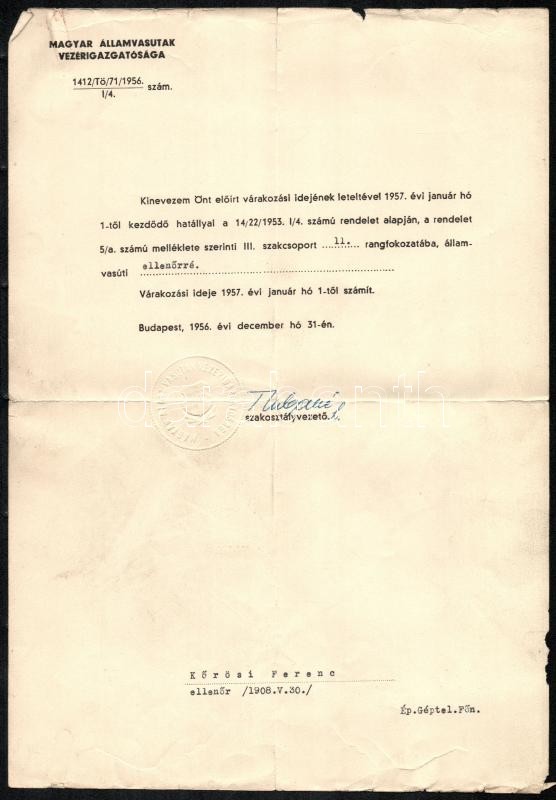 MAGYAR ÁLLAMVASUTAK
VEZÉRIGAZGATÓSÁGA
1412/Tö/71/1956. szám.
I/4.
Kinevezem Önt előírt várakozási idejének leteltével 1957. évi január hó
1-től kezdődő hatállyal a 14/22/1953. I/4. számú rendelet alapján, a rendelet
5/a. számú melléklete szerinti III. szakcsoport ....11..... rangfokozatába, állam-
vasúti ellenőrré.
Várakozási ideje 1957. évi január hó 1-től számít.
Budapest, 1956. évi december hó 31-én.
szakosztályvezető.
Kőrösi Ferenc
ellenőr /1908.V.30./
Ép.Géptel.Főn.